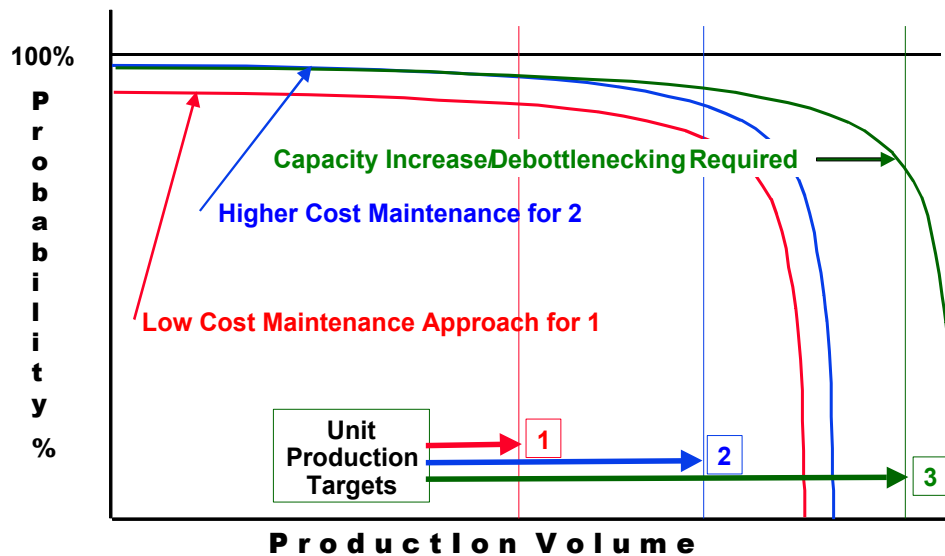 100%
Probability %
Capacity Increase/Debottlenecking Required
Higher Cost Maintenance for 2
Low Cost Maintenance Approach for 1
Unit
Production
Targets
1
2
3
ProductIon Volume